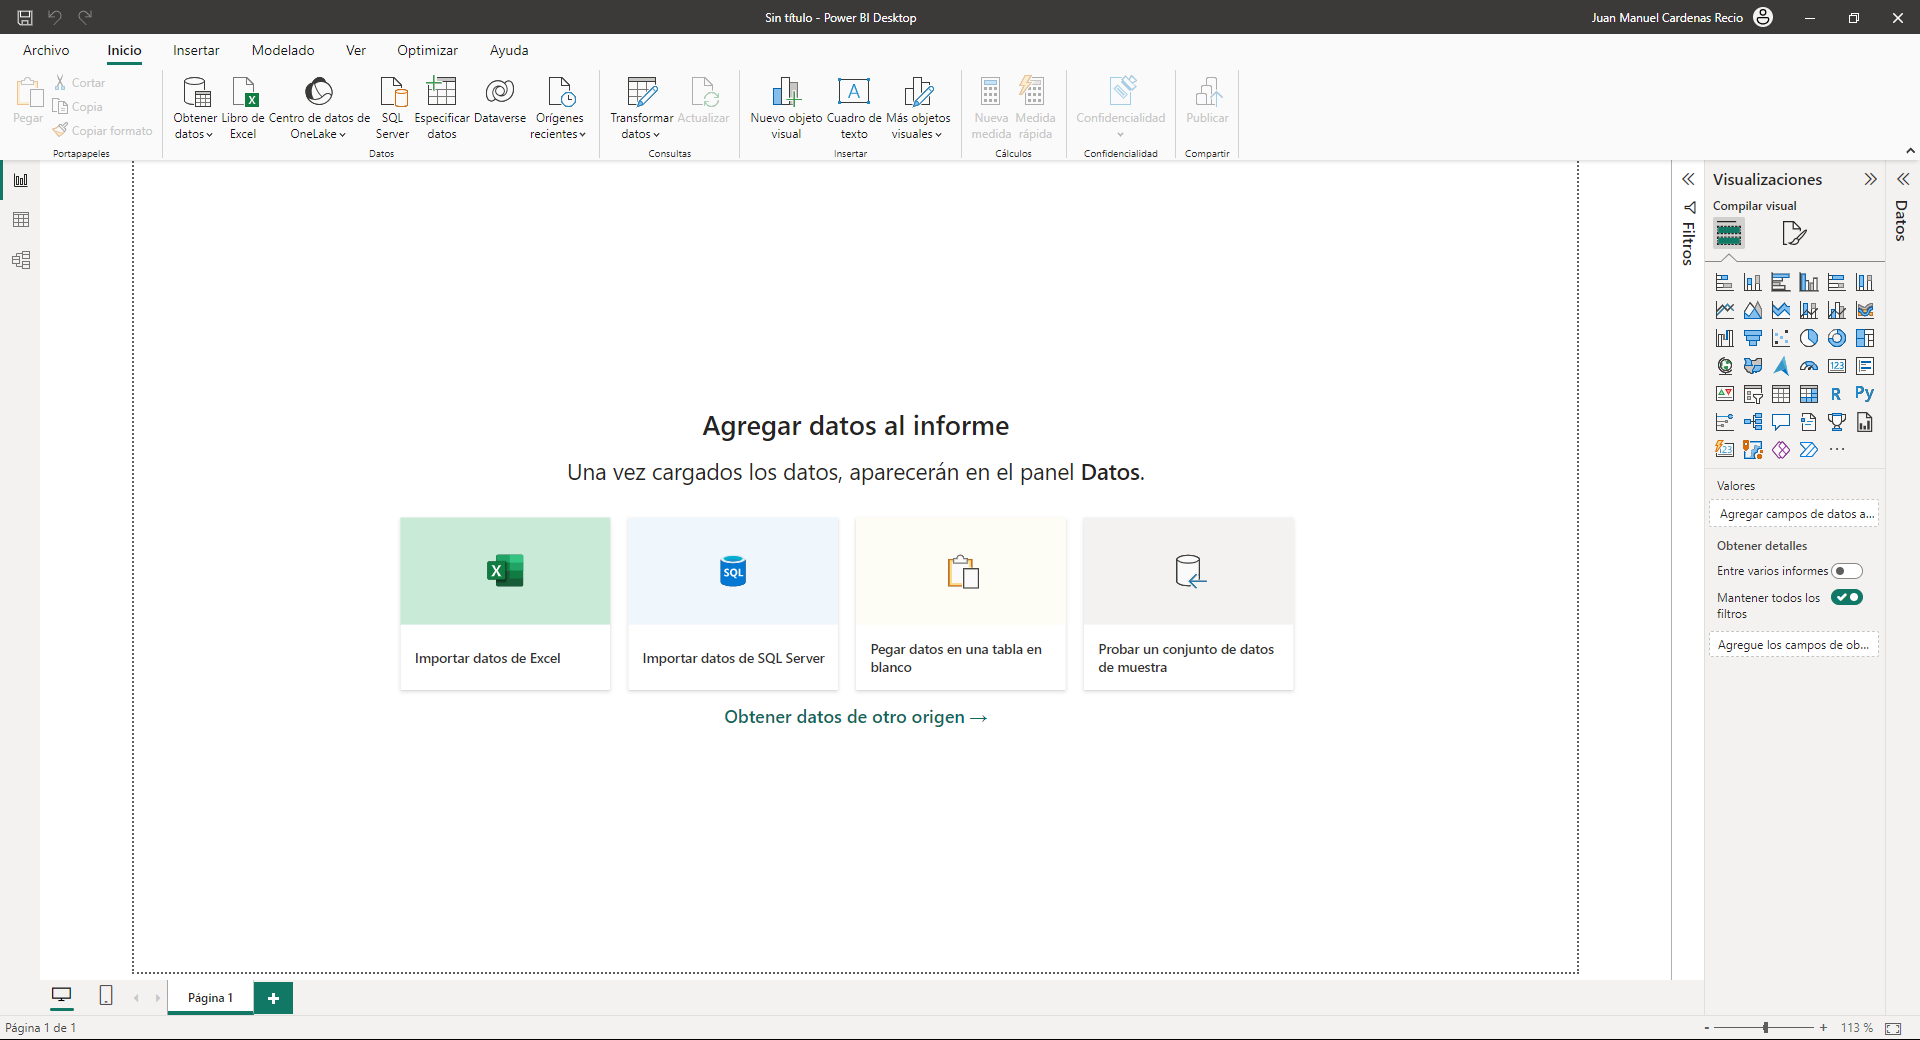 Sin título - Power BI Desktop
Juan Manuel Cardenas Recio
Archivo
Inicio
Insertar
Modelado
Ver
Optimizar
Ayuda
Pegar
Cortar
Copia
Copiar formato
Portapapeles
Obtener
datos
Libro de
Excel
Centro de datos de
OneLake
SQL
Server
Especificar
datos
Dataverse
Orígenes
recientes
Datos
Transformar
datos
Actualizar
Consultas
Nuevo objeto
visual
Cuadro de
texto
Más objetos
visuales
Insertar
Nueva
medida
Medida
rápida
Cálculos
Confidencialidad
Confidencialidad
Publicar
Compartir
Filtros
Visualizaciones
Compilar visual
Datos
123
R
Py
123
Valores
Agregar campos de datos a...
Obtener detalles
Entre varios informes
Mantener todos los
filtros
Agregue los campos de ob...
Agregar datos al informe
Una vez cargados los datos, aparecerán en el panel Datos.
SQL
Importar datos de Excel
Importar datos de SQL Server
Pegar datos en una tabla en
blanco
Probar un conjunto de datos
de muestra
Obtener datos de otro origen →
Página 1
Página 1 de 1
- + 113 %